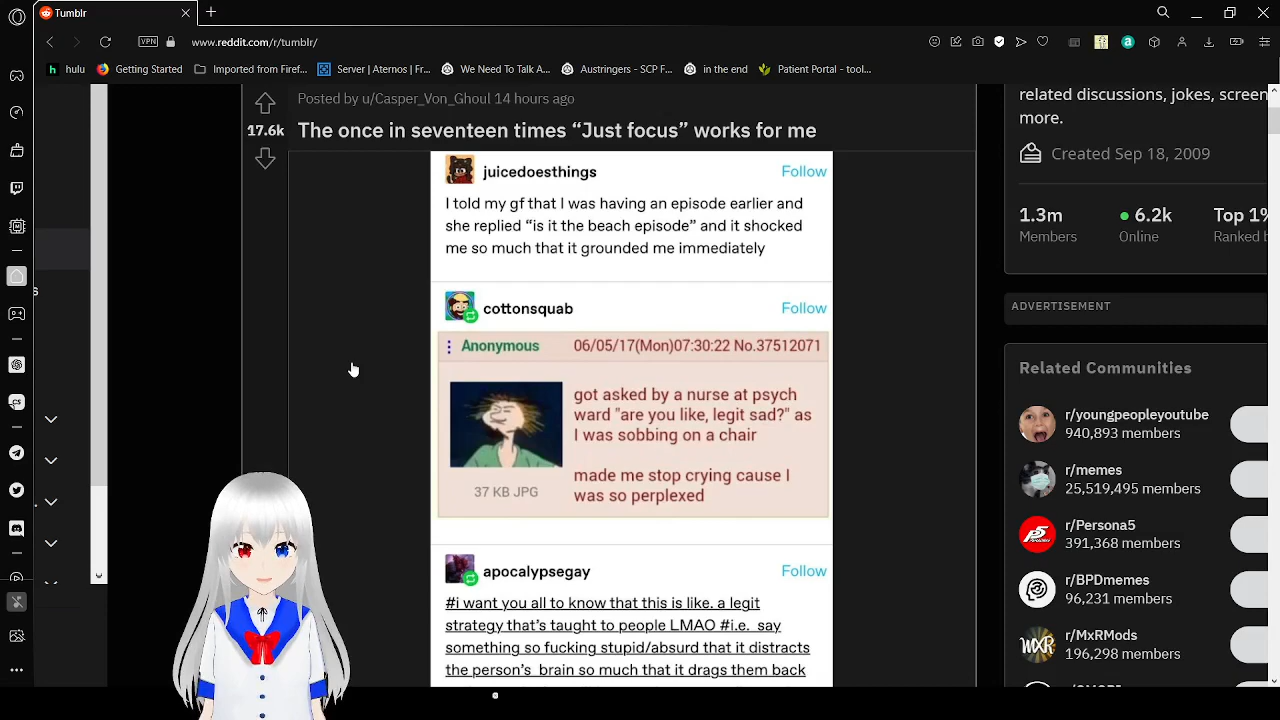 Tumblr
VPN
www.reddit.com/r/tumblr/
hulu
Getting Started
Imported from Firef...
Server | Aternos | Fr...
We Need To Talk A...
Austringers - SCP F...
in the end
Patient Portal - tool...
Posted by u/Casper_Von_Ghoul 14 hours ago
17.6k
The once in seventeen times “Just focus” works for me
juicedoesthings
Follow
I told my gf that I was having an episode earlier and
she replied “is it the beach episode” and it shocked
me so much that it grounded me immediately
cottonsquab
Follow
Anonymous 06/05/17(Mon)07:30:22 No.37512071
got asked by a nurse at psych
ward "are you like, legit sad?" as
I was sobbing on a chair
made me stop crying cause I
was so perplexed
37 KB JPG
apocalypsegay
Follow
#i want you all to know that this is like. a legit
strategy that's taught to people LMAO #i.e. say
something so fucking stupid/absurd that it distracts
the person's brain so much that it drags them back
related discussions, jokes, screen
more.
Created Sep 18, 2009
1.3m
Members
6.2k
Online
Top 1%
Ranked b
ADVERTISEMENT
Related Communities
r/youngpeopleyoutube
940,893 members
r/memes
25,519,495 members
r/Persona5
391,368 members
r/BPDmemes
96,231 members
r/MxRMods
196,298 members